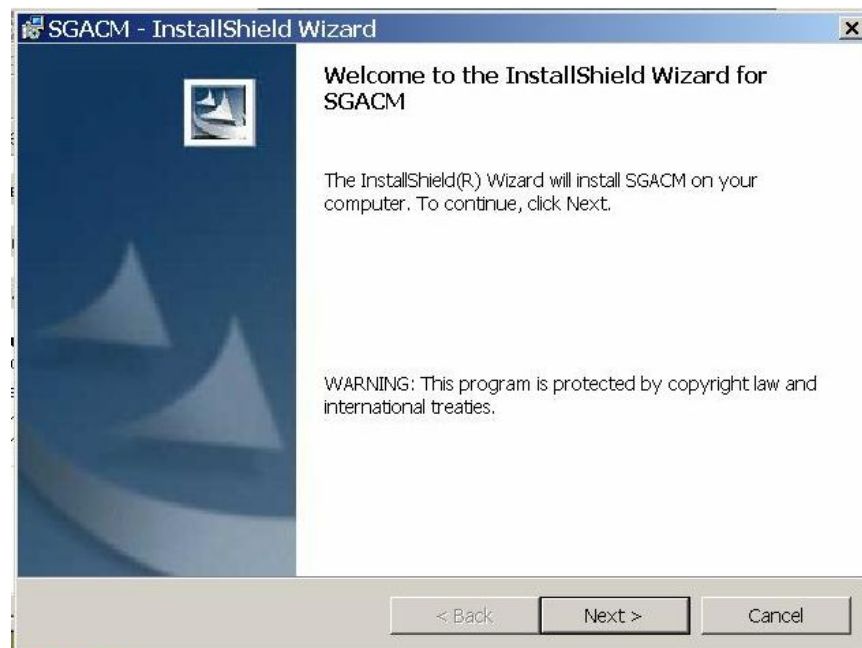 SGACM - InstallShield Wizard
Welcome to the InstallShield Wizard for
SGACM
The InstallShield(R) Wizard will install SGACM on your
computer. To continue, click Next.
WARNING: This program is protected by copyright law and
international treaties.
< Back
Next >
Cancel